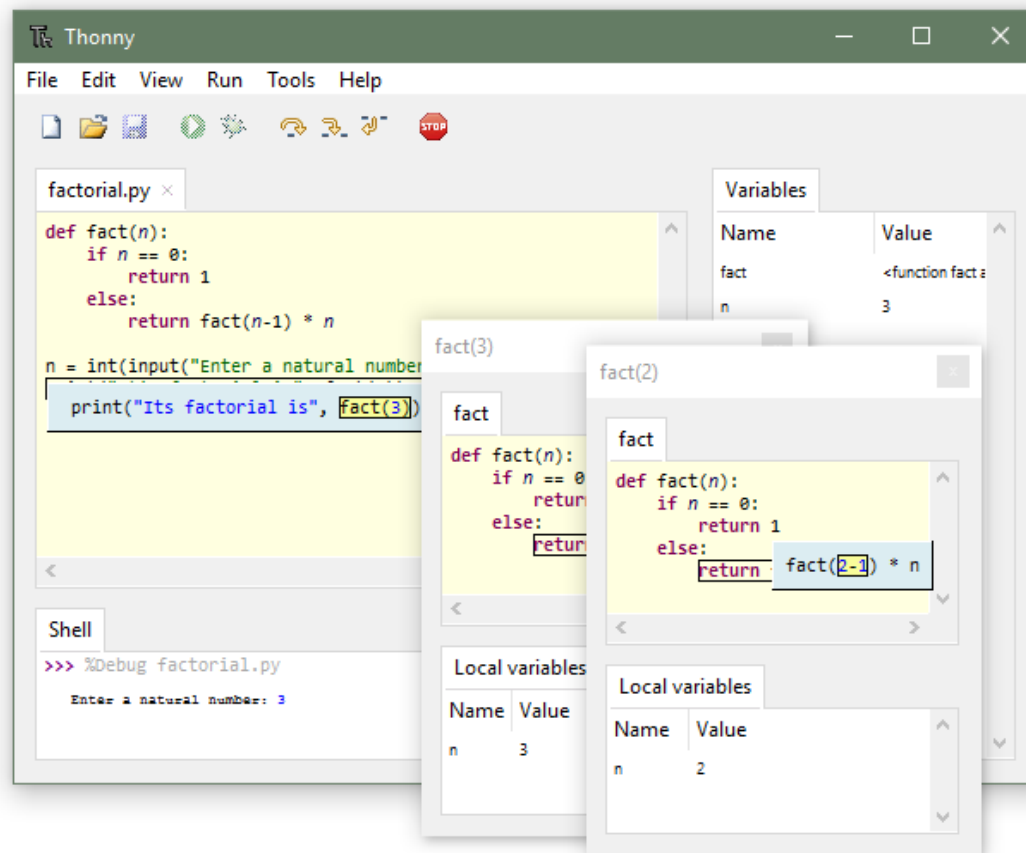 Thonny
File Edit View Run Tools Help
STOP
factorial.py
def fact(n):
if n == 0:
return 1
else:
return fact(n-1) * n
n = int(input("Enter a natural number
print("Its factorial is", fact(3))
Shell
>>> %Debug factorial.py
Enter a natural number: 3
Variables
Name Value
fact <function fact a
n 3
fact(3)
fact
def fact(n):
if n == 0
retur
else:
retur
Local variables
Name Value
n 3
fact(2)
fact
def fact(n):
if n == 0:
return 1
else:
return fact(2-1) * n
Local variables
Name Value
n 2